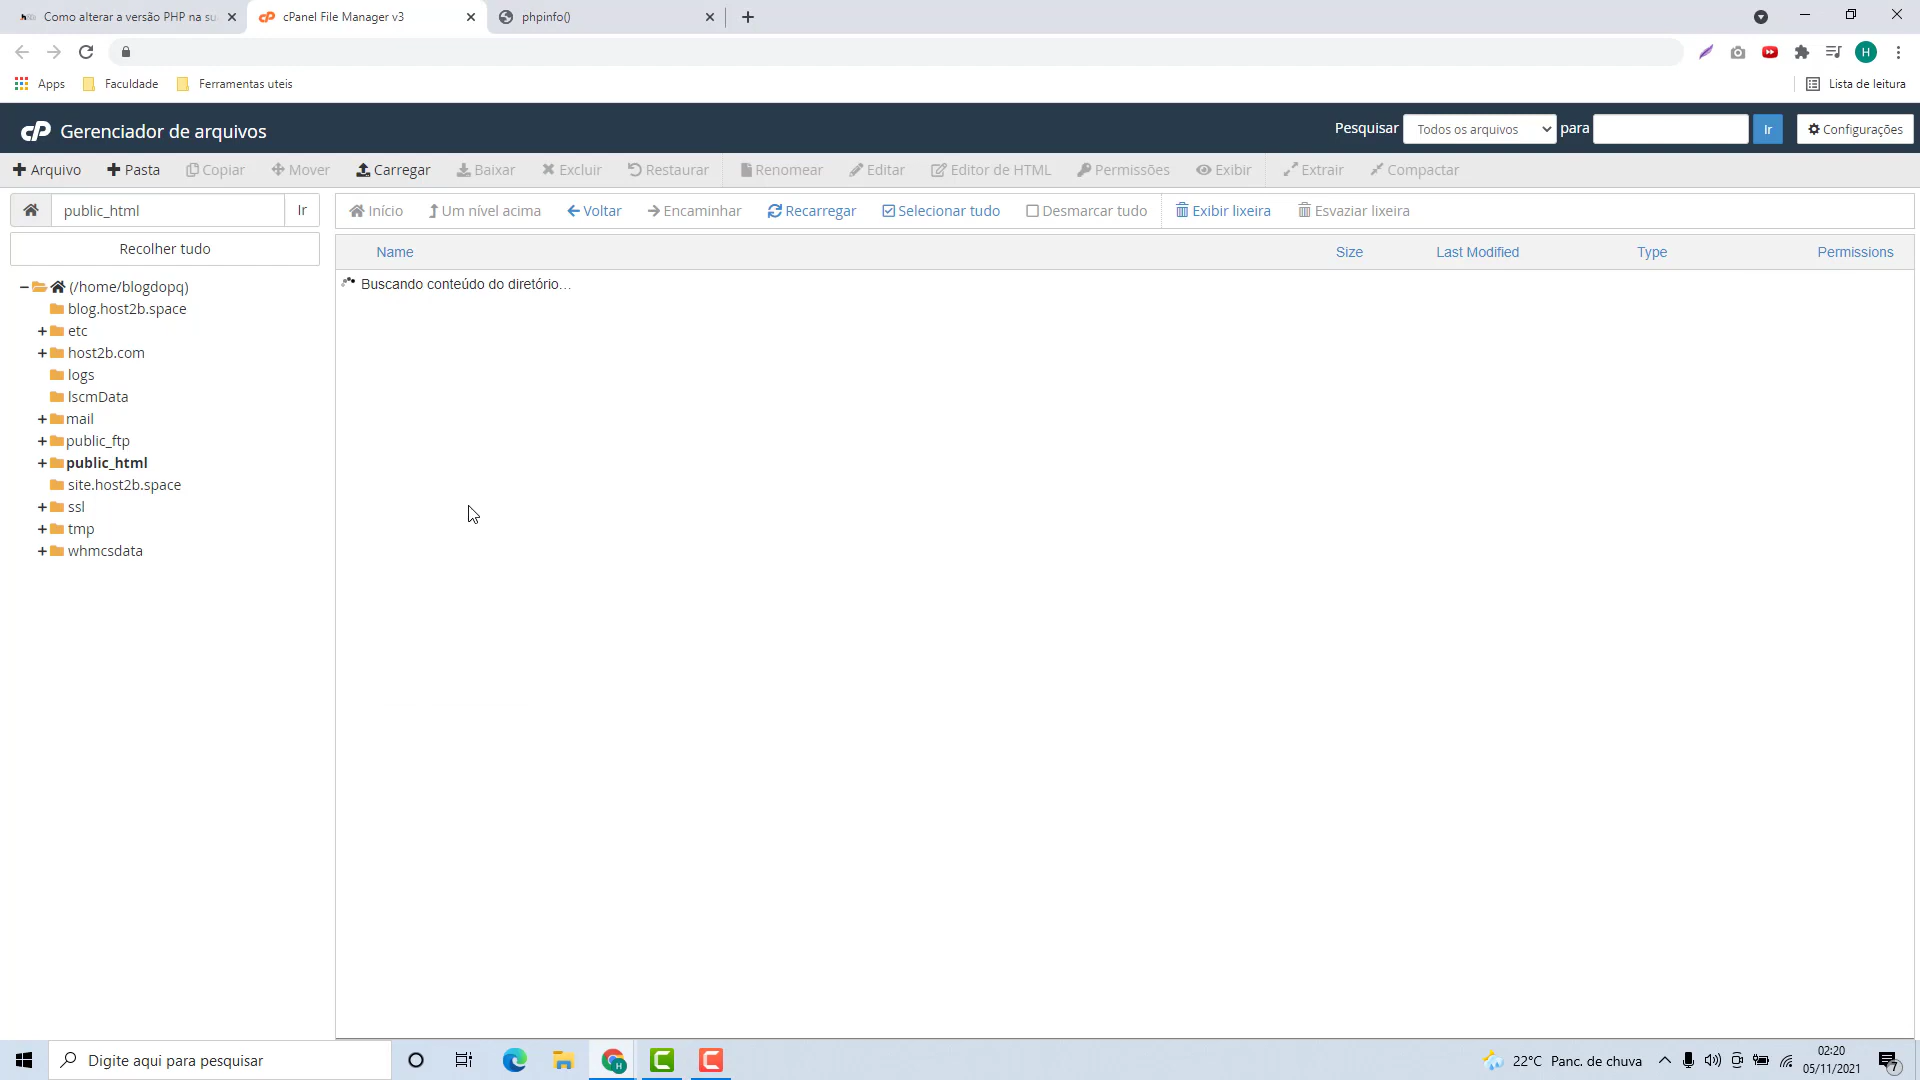 Como alterar a versão PHP na su
cPanel File Manager v3
phpinfo()
H
Apps
Faculdade
Ferramentas uteis
Lista de leitura
cP Gerenciador de arquivos
Pesquisar
Todos os arquivos
para
Ir
Configurações
Arquivo
Pasta
Copiar
Mover
Carregar
Baixar
Excluir
Restaurar
Renomear
Editar
Editor de HTML
Permissões
Exibir
Extrair
Compactar
public_html
Ir
Início
Um nível acima
Voltar
Encaminhar
Recarregar
Selecionar tudo
Desmarcar tudo
Exibir lixeira
Esvaziar lixeira
Recolher tudo
Name
Size
Last Modified
Type
Permissions
Buscando conteúdo do diretório…
(/home/blogdopq)
blog.host2b.space
etc
host2b.com
logs
lscmData
mail
public_ftp
public_html
site.host2b.space
ssl
tmp
whmcsdata
Digite aqui para pesquisar
22°C Panc. de chuva
02:20
05/11/2021
7